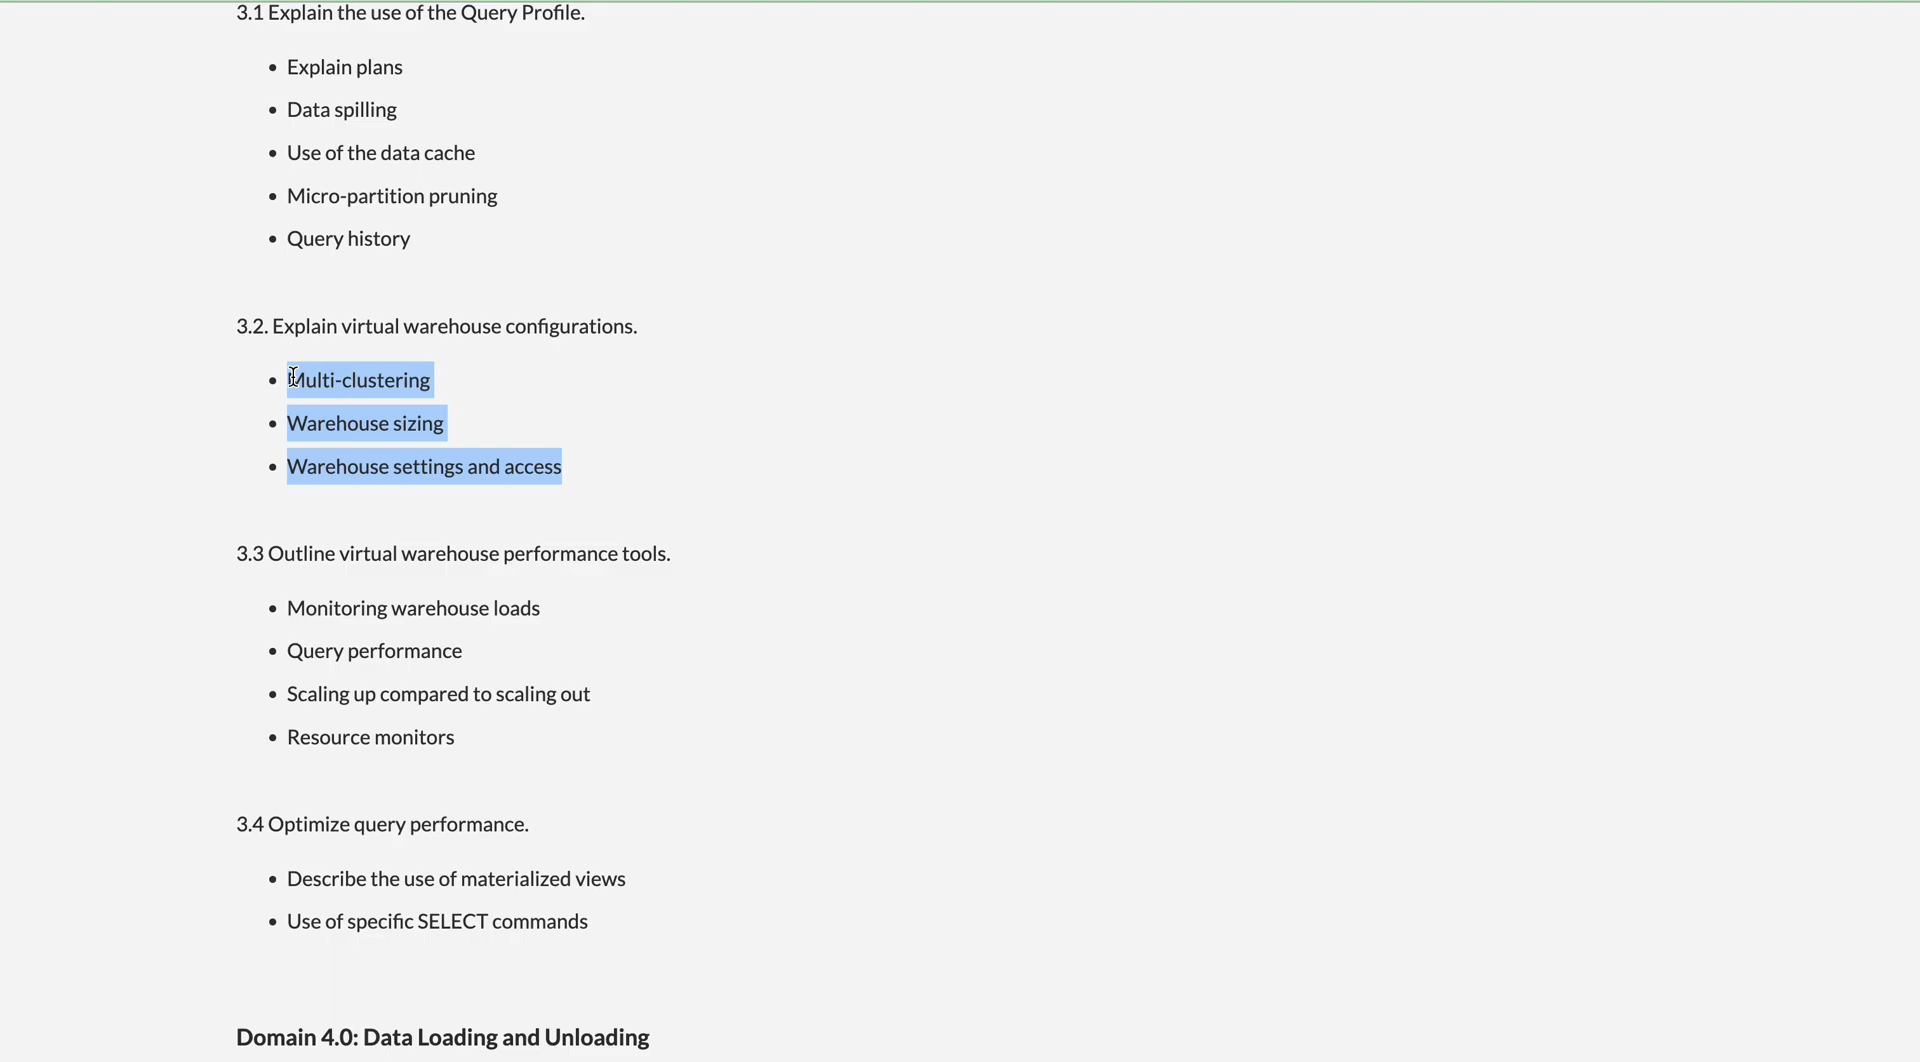 3.1 Explain the use of the Query Profile.
Explain plans
Data spilling
Use of the data cache
Micro-partition pruning
Query history
3.2. Explain virtual warehouse configurations.
Multi-clustering
Warehouse sizing
Warehouse settings and access
3.3 Outline virtual warehouse performance tools.
Monitoring warehouse loads
Query performance
Scaling up compared to scaling out
Resource monitors
3.4 Optimize query performance.
Describe the use of materialized views
Use of specific SELECT commands
Domain 4.0: Data Loading and Unloading